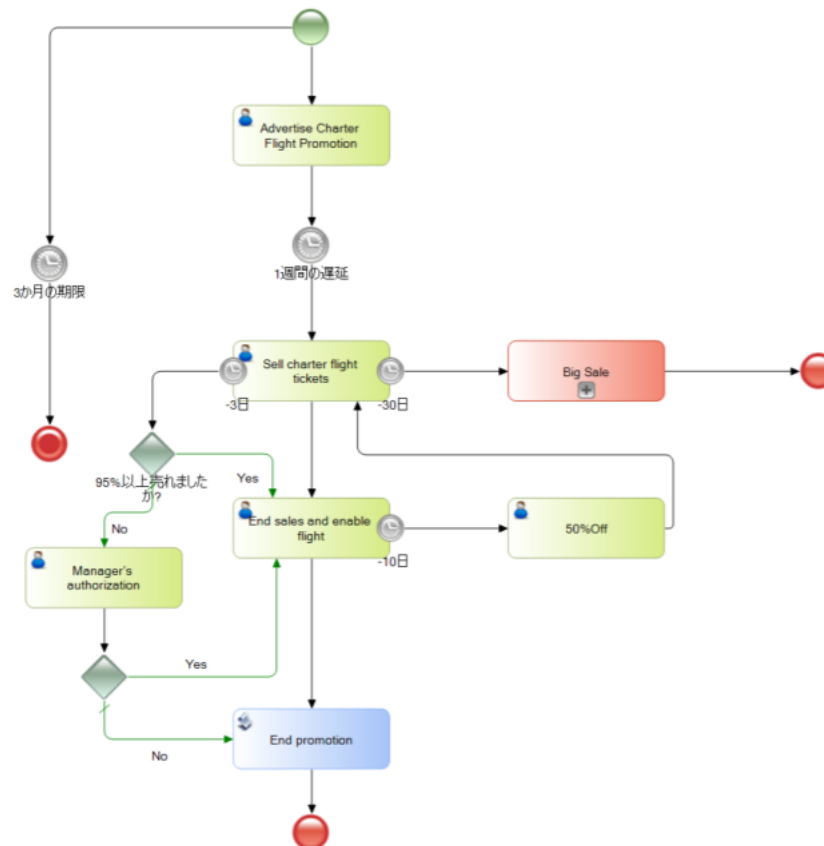 Advertise Charter
Flight Promotion
1週間の遅延
3か月の期限
Sell charter flight
tickets
-3日
-30日
Big Sale
95%以上売れました
か?
Yes
No
End sales and enable
flight
-10日
50%Off
Manager's
authorization
Yes
No
End promotion